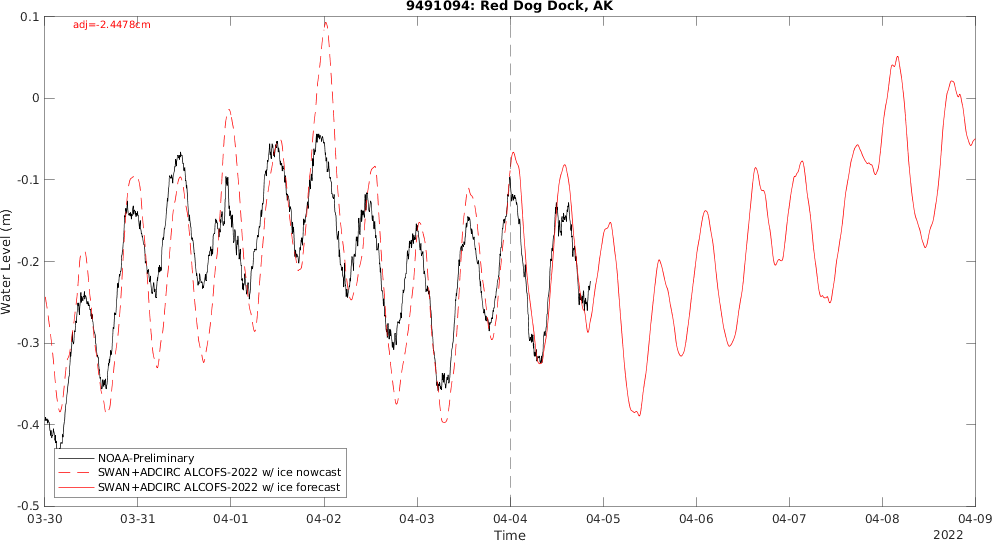 9491094: Red Dog Dock, AK
adj=-2.4478cm
0.1
0
-0.1
-0.2
-0.3
-0.4
-0.5
Water Level (m)
NOAA-Preliminary
SWAN+ADCIRC ALCOFS-2022 w/ ice nowcast
SWAN+ADCIRC ALCOFS-2022 w/ ice forecast
03-30 03-31 04-01 04-02 04-03 04-04 04-05 04-06 04-07 04-08 04-09
Time
2022